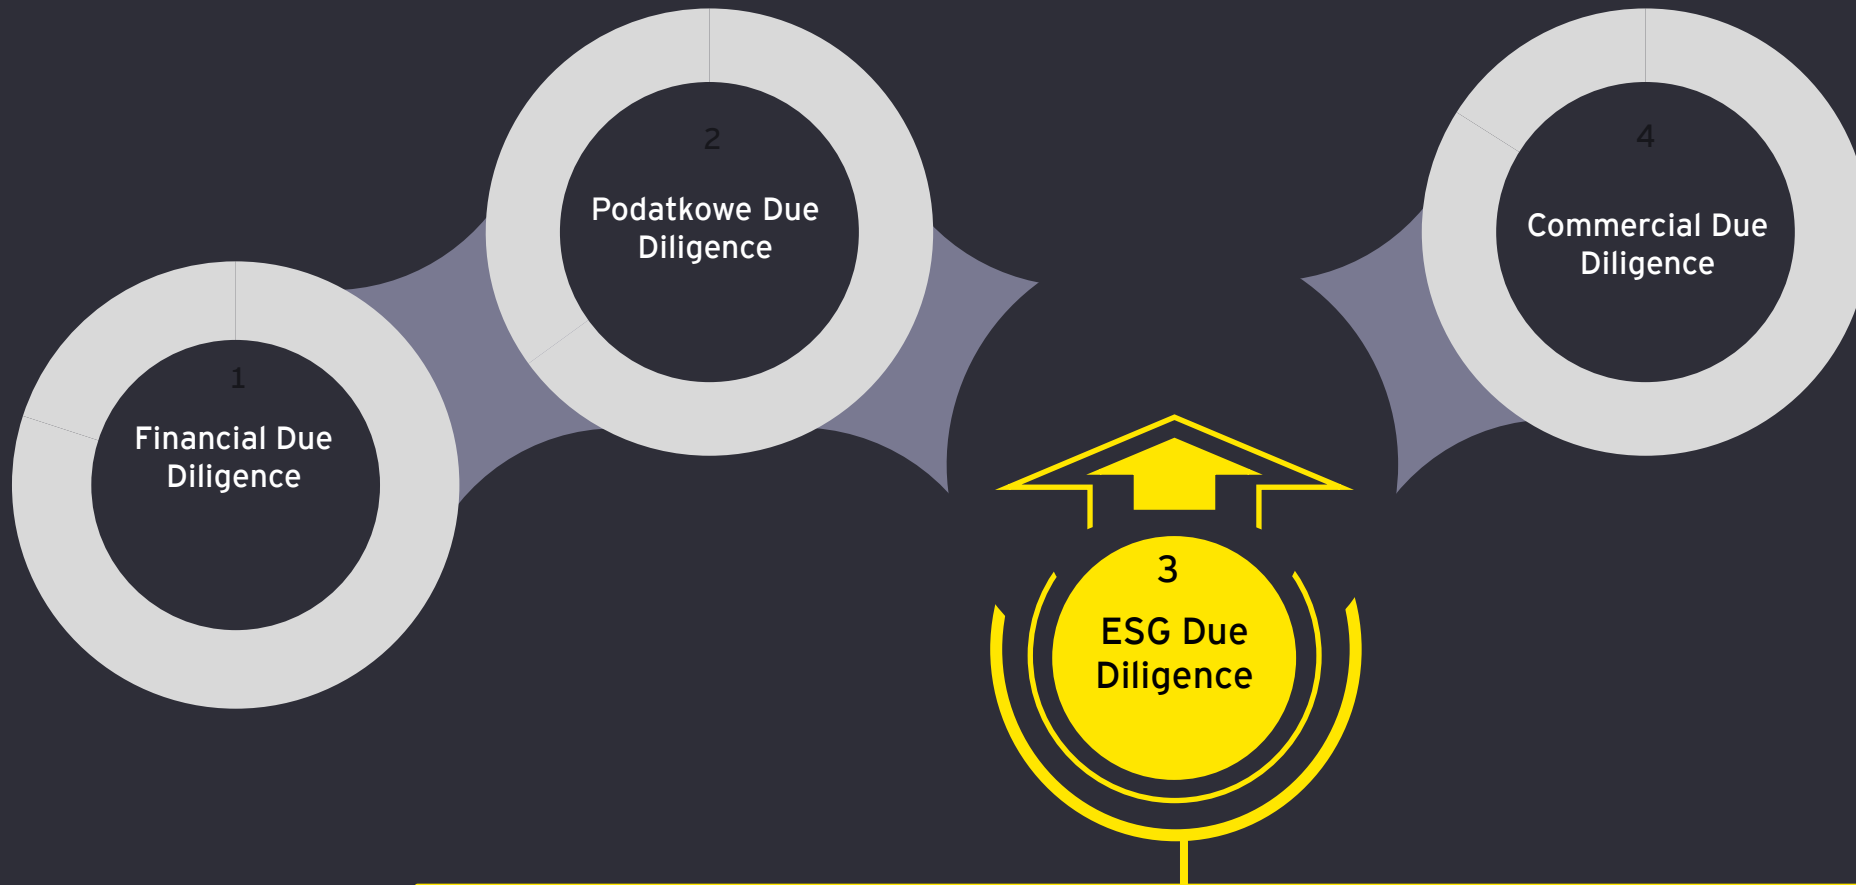 1
Financial Due
Diligence
2
Podatkowe Due
Diligence
3
ESG Due
Diligence
4
Commercial Due
Diligence